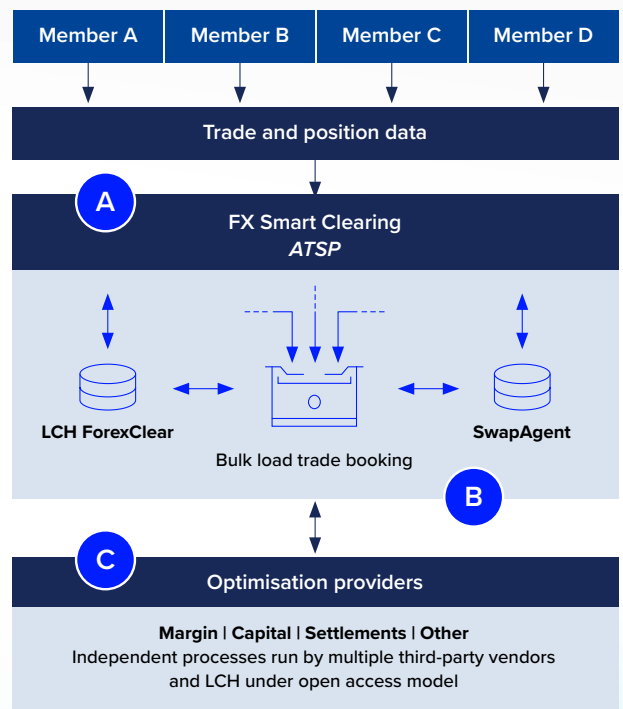 Member A
Member B
Member C
Member D
Trade and position data
A
FX Smart Clearing
ATSP
LCH ForexClear
SwapAgent
Bulk load trade booking
B
C
Optimisation providers
Margin | Capital | Settlements | Other
Independent processes run by multiple third-party vendors
and LCH under open access model